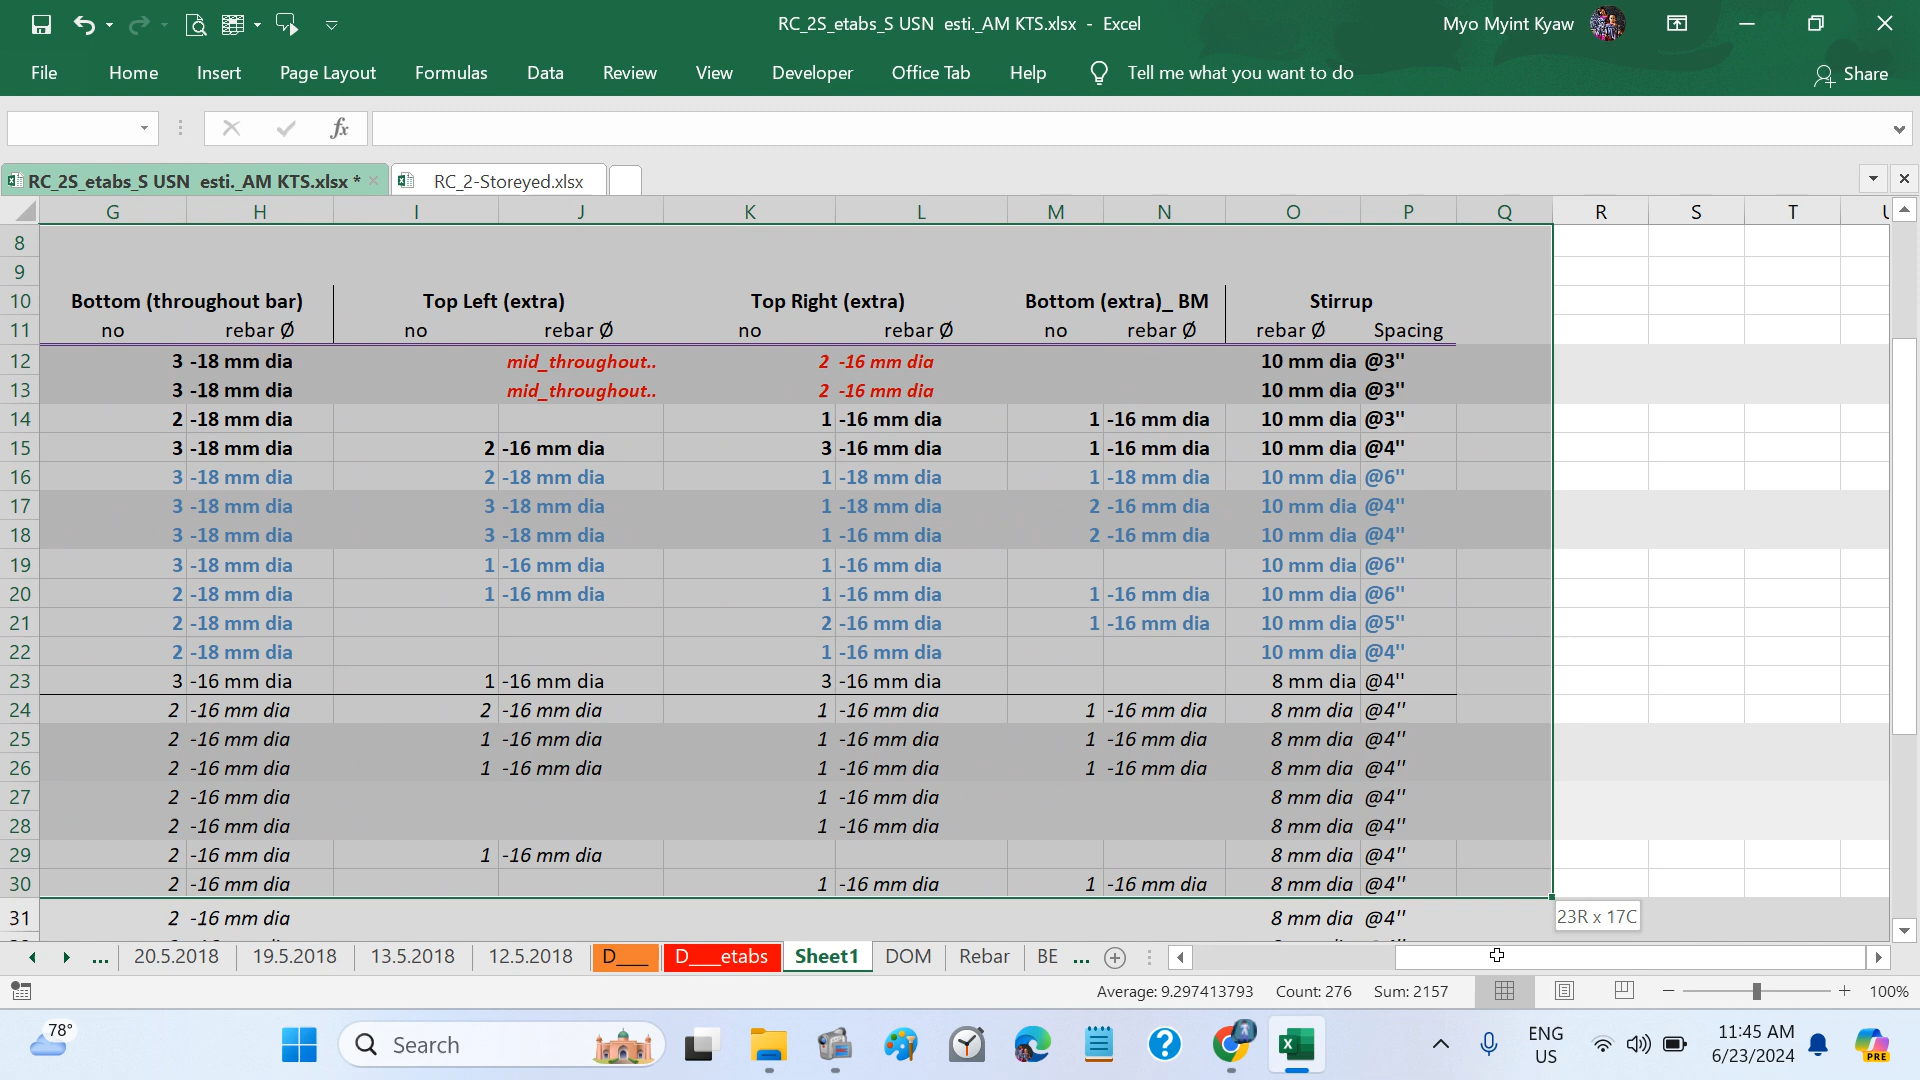 RC_2S_etabs_S USN esti._AM KTS.xlsx - Excel
Myo Myint Kyaw
File Home Insert Page Layout Formulas Data Review View Developer Office Tab Help Tell me what you want to do Share
fx
RC_2S_etabs_S USN esti._AM KTS.xlsx * RC_2-Storeyed.xlsx
G H I J K L M N O P Q R S T
8
9
10 Bottom (throughout bar) Top Left (extra) Top Right (extra) Bottom (extra)_ BM Stirrup
11 no rebar Ø no rebar Ø no rebar Ø no rebar Ø rebar Ø Spacing
12 3 -18 mm dia mid_throughout.. 2 -16 mm dia 10 mm dia @3"
13 3 -18 mm dia mid_throughout.. 2 -16 mm dia 10 mm dia @3"
14 2 -18 mm dia 1 -16 mm dia 1 -16 mm dia 10 mm dia @3"
15 3 -18 mm dia 2 -16 mm dia 3 -16 mm dia 1 -16 mm dia 10 mm dia @4"
16 3 -18 mm dia 2 -18 mm dia 1 -18 mm dia 1 -18 mm dia 10 mm dia @6"
17 3 -18 mm dia 3 -18 mm dia 1 -18 mm dia 2 -16 mm dia 10 mm dia @4"
18 3 -18 mm dia 3 -18 mm dia 1 -16 mm dia 2 -16 mm dia 10 mm dia @4"
19 3 -18 mm dia 1 -16 mm dia 1 -16 mm dia 10 mm dia @6"
20 2 -18 mm dia 1 -16 mm dia 1 -16 mm dia 1 -16 mm dia 10 mm dia @6"
21 2 -18 mm dia 2 -16 mm dia 1 -16 mm dia 10 mm dia @5"
22 2 -18 mm dia 1 -16 mm dia 10 mm dia @4"
23 3 -16 mm dia 1 -16 mm dia 3 -16 mm dia 8 mm dia @4"
24 2 -16 mm dia 2 -16 mm dia 1 -16 mm dia 1 -16 mm dia 8 mm dia @4"
25 2 -16 mm dia 1 -16 mm dia 1 -16 mm dia 1 -16 mm dia 8 mm dia @4"
26 2 -16 mm dia 1 -16 mm dia 1 -16 mm dia 1 -16 mm dia 8 mm dia @4"
27 2 -16 mm dia 1 -16 mm dia 8 mm dia @4"
28 2 -16 mm dia 1 -16 mm dia 8 mm dia @4"
29 2 -16 mm dia 1 -16 mm dia 8 mm dia @4"
30 2 -16 mm dia 1 -16 mm dia 1 -16 mm dia 8 mm dia @4"
31 2 -16 mm dia 8 mm dia @4"
23R x 17C
... 20.5.2018 19.5.2018 13.5.2018 12.5.2018 D____ D____etabs Sheet1 DOM Rebar BE ...
Average: 9.297413793 Count: 276 Sum: 2157 100%
78° Search ENG 11:45 AM
US 6/23/2024
PRE